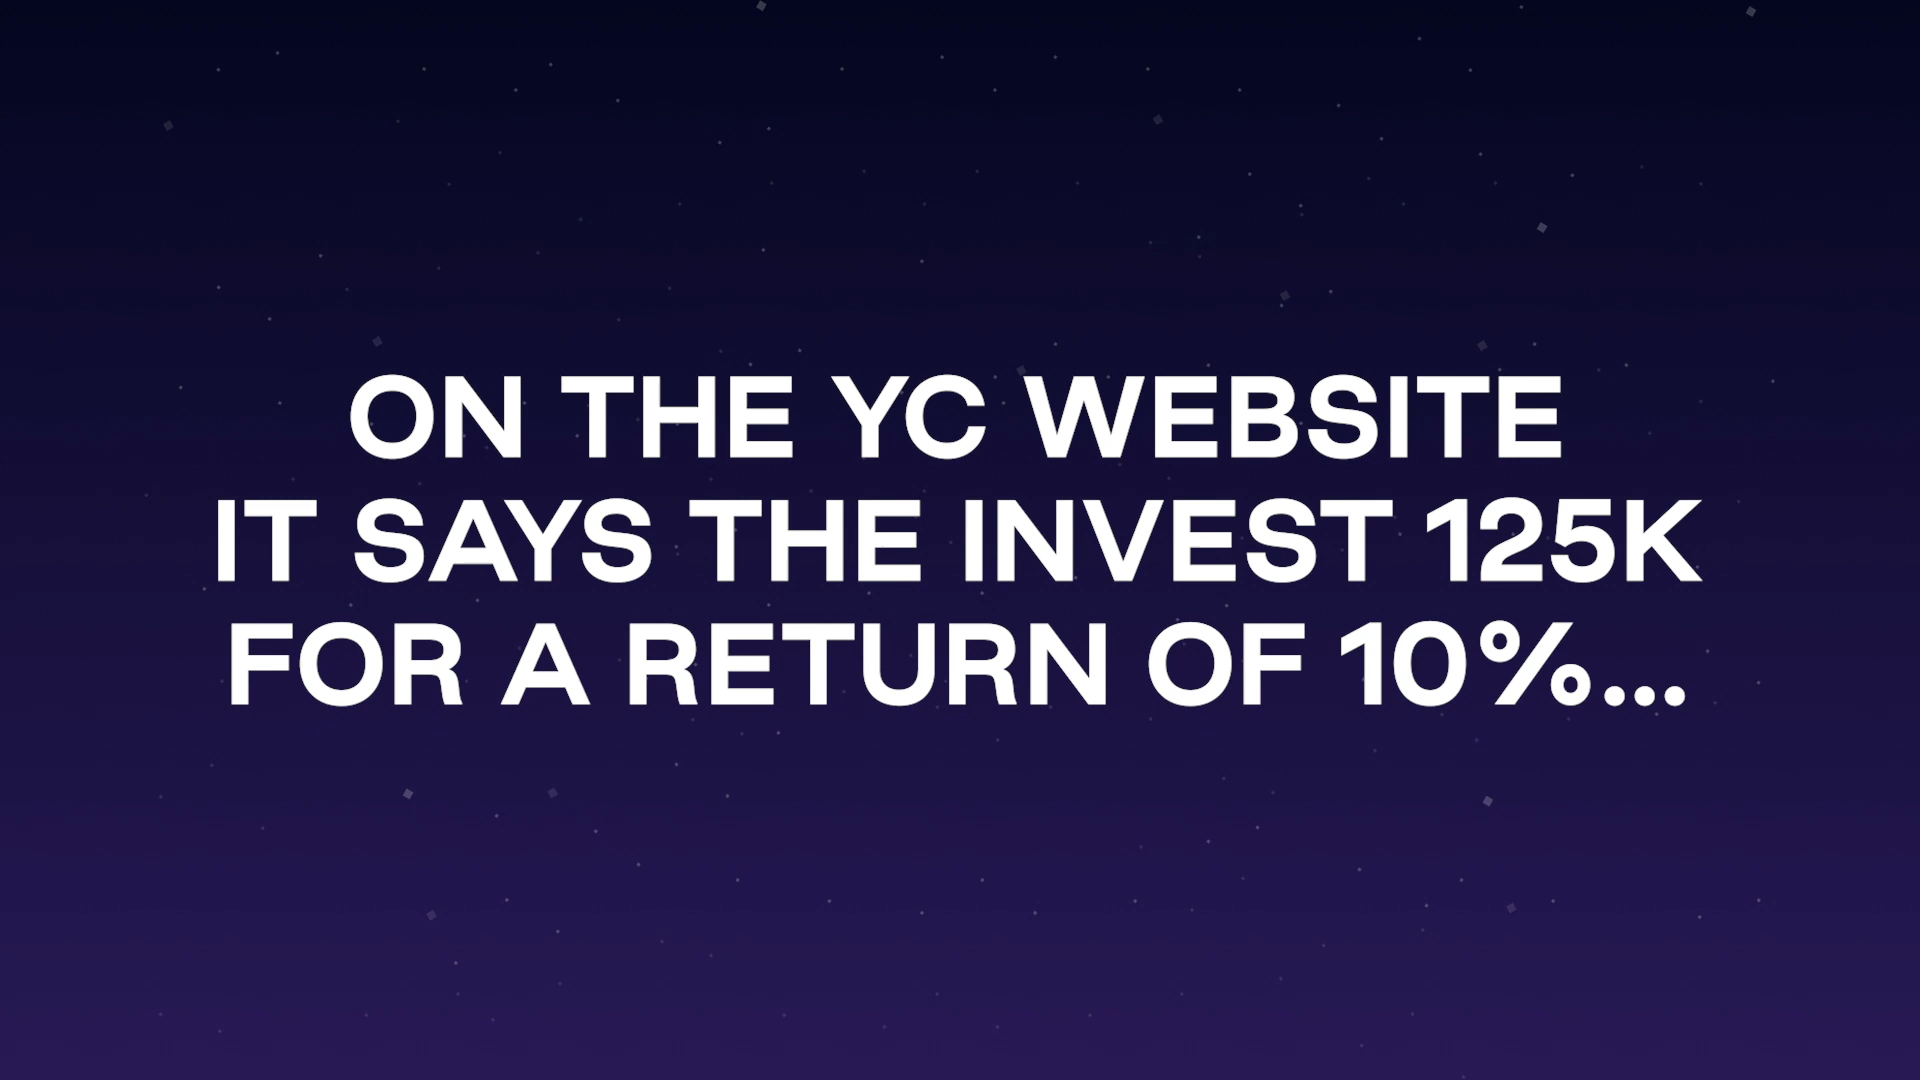 ON THE YC WEBSITE
IT SAYS THE INVEST 125K
FOR A RETURN OF 10%...